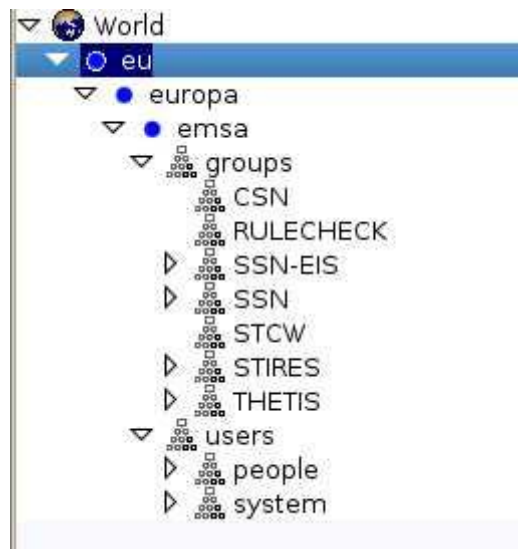 World
eu
europa
emsa
groups
CSN
RULECHECK
SSN-EIS
SSN
STCW
STIRES
THETIS
users
people
system